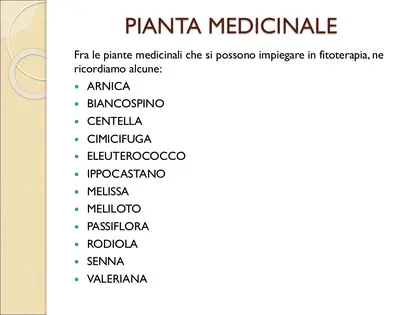 PIANTA MEDICINALE
Fra le piante medicinali che si possono impiegare in fitoterapia, ne
ricordiamo alcune:
• ARNICA
• BIANCOSPINO
• CENTELLA
• CIMICIFUGA
• ELEUTEROCOCCO
• IPPOCASTANO
• MELISSA
• MELILOTO
• PASSIFLORA
• RODIOLA
• SENNA
• VALERIANA